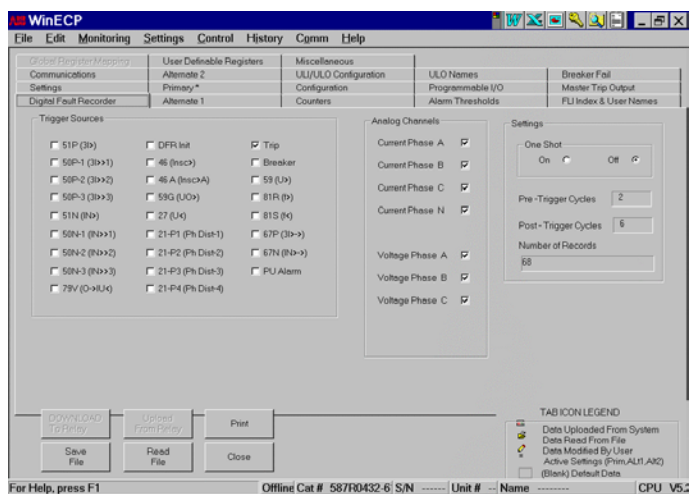 ABB WinECP
File Edit Monitoring Settings Control History Comm Help
Global Register Mapping User Definable Registers Miscellaneous
Communications Alternate 2 ULI/ULO Configuration ULO Names Breaker Fail
Settings Primary* Configuration Programmable I/O Master Trip Output
Digital Fault Recorder Alternate 1 Counters Alarm Thresholds FLI Index & User Names
Trigger Sources
51P (3I>) DFR Init Trip
50P-1 (3I>>1) 46 (Insc>) Breaker
50P-2 (3I>>2) 46 A (Insc>A) 59 (U>)
50P-3 (3I>>3) 59G (UO>) 81R (f>)
51N (IN>) 27 (U<) 81S (f<)
50N-1 (IN>>1) 21-P1 (Ph Dist-1) 67P (3I>->)
50N-2 (IN>>2) 21-P2 (Ph Dist-2) 67N (IN>->)
50N-3 (IN>>3) 21-P3 (Ph Dist-3) PU Alarm
79V (O->IU<) 21-P4 (Ph Dist-4)
Analog Channels
Current Phase A
Current Phase B
Current Phase C
Current Phase N
Voltage Phase A
Voltage Phase B
Voltage Phase C
Settings
One Shot
On Off
Pre -Trigger Cycles 2
Post - Trigger Cycles 6
Number of Records
68
DOWNLOAD To Relay
Upload From Relay
Print
Save File
Read File
Close
TAB ICON LEGEND
Data Uploaded From System
Data Read From File
Data Modified By User
Active Settings (Prim,ALt1,Alt2)
(Blank) Default Data
For Help, press F1 Offline Cat # 587R0432-6 S/N ------ Unit # -- Name -------- CPU V5.2